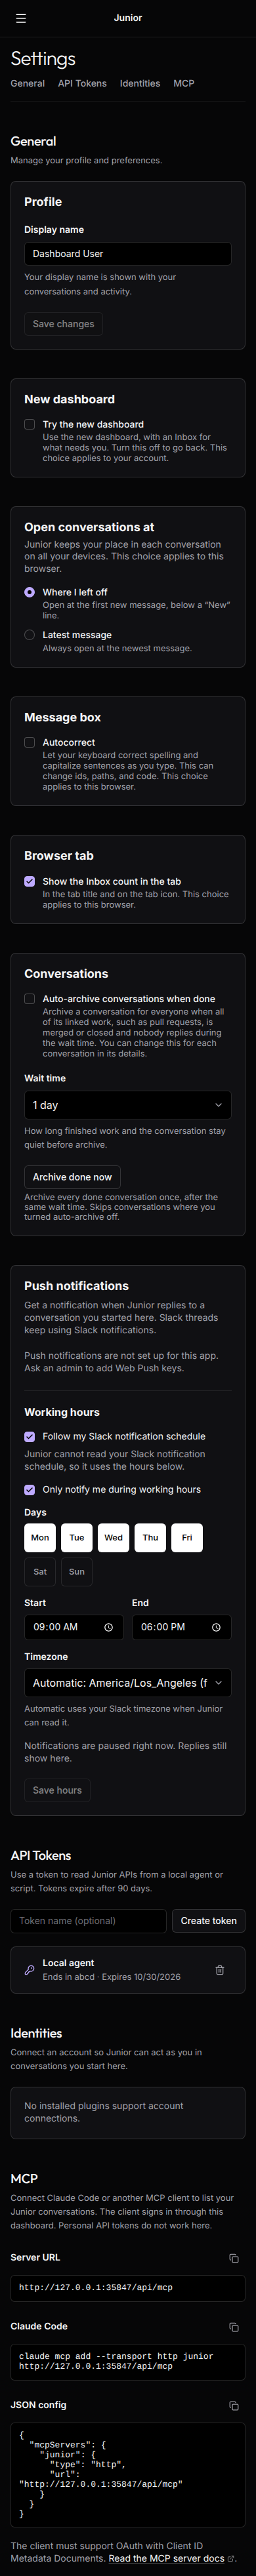 Junior
Settings
General API Tokens Identities MCP
General
Manage your profile and preferences.
Profile
Display name
Dashboard User
Your display name is shown with your
conversations and activity.
Save changes
New dashboard
Try the new dashboard
Use the new dashboard, with an Inbox for
what needs you. Turn this off to go back. This
choice applies to your account.
Open conversations at
Junior keeps your place in each conversation
on all your devices. This choice applies to this
browser.
Where I left off
Open at the first new message, below a “New”
line.
Latest message
Always open at the newest message.
Message box
Autocorrect
Let your keyboard correct spelling and
capitalize sentences as you type. This can
change ids, paths, and code. This choice
applies to this browser.
Browser tab
Show the Inbox count in the tab
In the tab title and on the tab icon. This choice
applies to this browser.
Conversations
Auto-archive conversations when done
Archive a conversation for everyone when all
of its linked work, such as pull requests, is
merged or closed and nobody replies during
the wait time. You can change this for each
conversation in its details.
Wait time
1 day
How long finished work and the conversation stay
quiet before archive.
Archive done now
Archive every done conversation once, after the
same wait time. Skips conversations where you
turned auto-archive off.
Push notifications
Get a notification when Junior replies to a
conversation you started here. Slack threads
keep using Slack notifications.
Push notifications are not set up for this app.
Ask an admin to add Web Push keys.
Working hours
Follow my Slack notification schedule
Junior cannot read your Slack notification
schedule, so it uses the hours below.
Only notify me during working hours
Days
Mon Tue Wed Thu Fri
Sat Sun
Start End
09:00 AM 06:00 PM
Timezone
Automatic: America/Los_Angeles (f
Automatic uses your Slack timezone when Junior
can read it.
Notifications are paused right now. Replies still
show here.
Save hours
API Tokens
Use a token to read Junior APIs from a local agent or
script. Tokens expire after 90 days.
Token name (optional) Create token
Local agent
Ends in abcd · Expires 10/30/2026
Identities
Connect an account so Junior can act as you in
conversations you start here.
No installed plugins support account
connections.
MCP
Connect Claude Code or another MCP client to list your
Junior conversations. The client signs in through this
dashboard. Personal API tokens do not work here.
Server URL
http://127.0.0.1:35847/api/mcp
Claude Code
claude mcp add --transport http junior
http://127.0.0.1:35847/api/mcp
JSON config
{
"mcpServers": {
"junior": {
"type": "http",
"url":
"http://127.0.0.1:35847/api/mcp"
}
}
}
The client must support OAuth with Client ID
Metadata Documents. Read the MCP server docs.